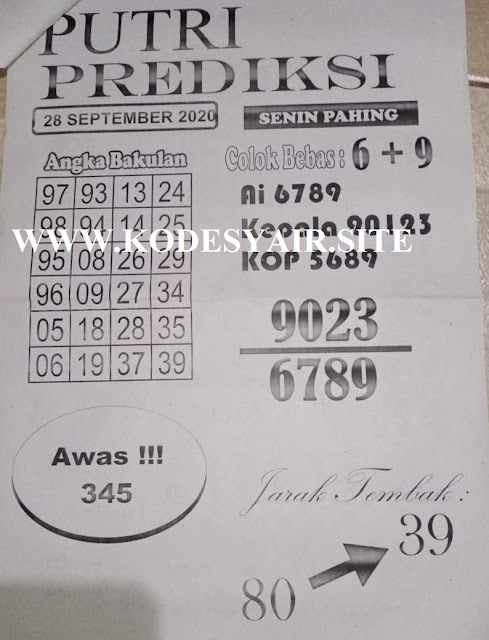 PUTRI
PREDIKSI
28 SEPTEMBER 2020
SENIN PAHING
Angka Bakulan
97 93 13 24
98 94 14 25
95 08 26 29
96 09 27 34
05 18 28 35
06 19 37 39
Colok Bebas : 6 + 9
Ai 6789
Kepala 90123
KOP 5689
WWW.KODESYAIR.SITE
9023
6789
Awas !!!
345
Jarak Tembak :
39
80